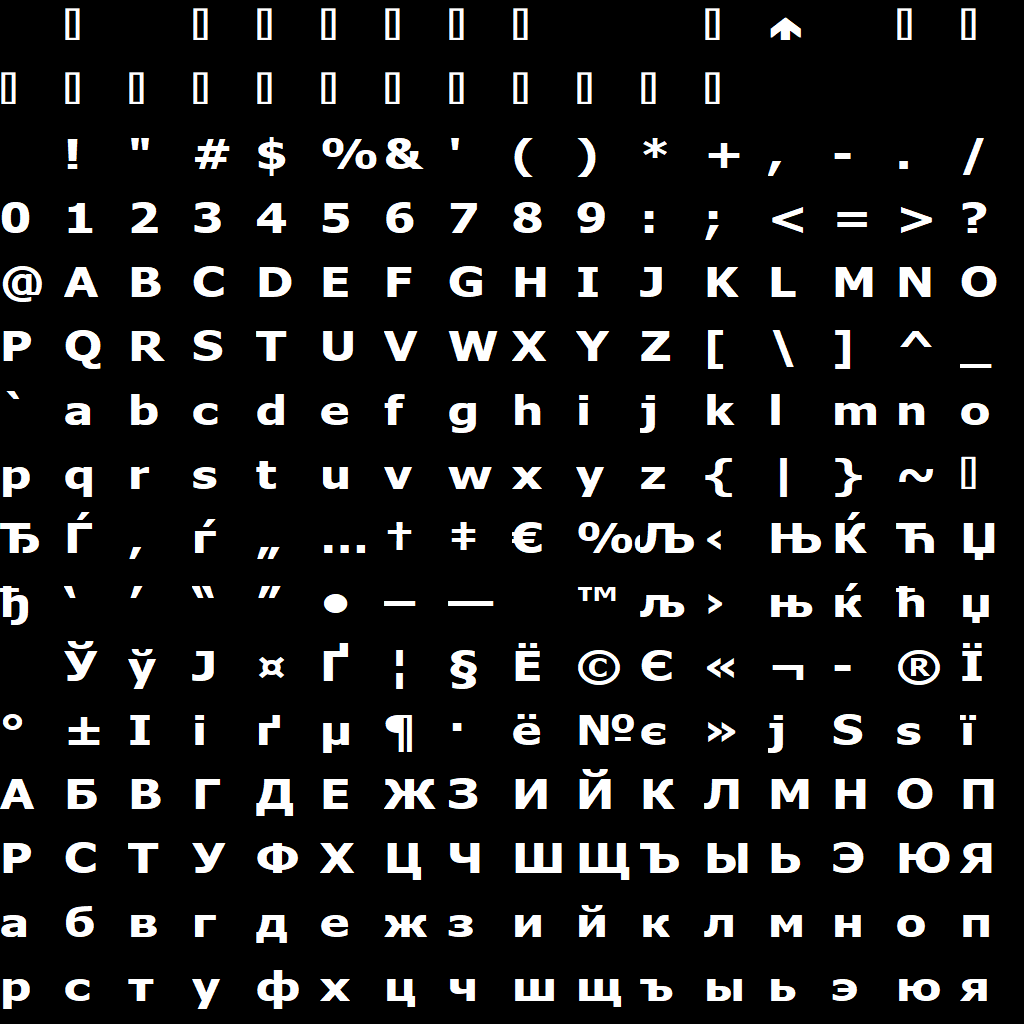 ! " # $ % & ' ( ) * + , - . /
0 1 2 3 4 5 6 7 8 9 : ; < = > ?
@ A B C D E F G H I J K L M N O
P Q R S T U V W X Y Z [ \ ] ^ _
` a b c d e f g h i j k l m n o
p q r s t u v w x y z { | } ~
Ђ Ѓ ‚ ѓ „ … † ‡ € ‰ Љ ‹ Њ Ќ Ћ Џ
ђ ‘ ’ “ ” • – — ™ љ › њ ќ ћ џ
Ў ў Ј ¤ Ґ ¦ § Ё © Є « ¬ - ® Ї
° ± І і ґ µ ¶ · ё № є » ј Ѕ ѕ ї
А Б В Г Д Е Ж З И Й К Л М Н О П
Р С Т У Ф Х Ц Ч Ш Щ Ъ Ы Ь Э Ю Я
а б в г д е ж з и й к л м н о п
р с т у ф х ц ч ш щ ъ ы ь э ю я